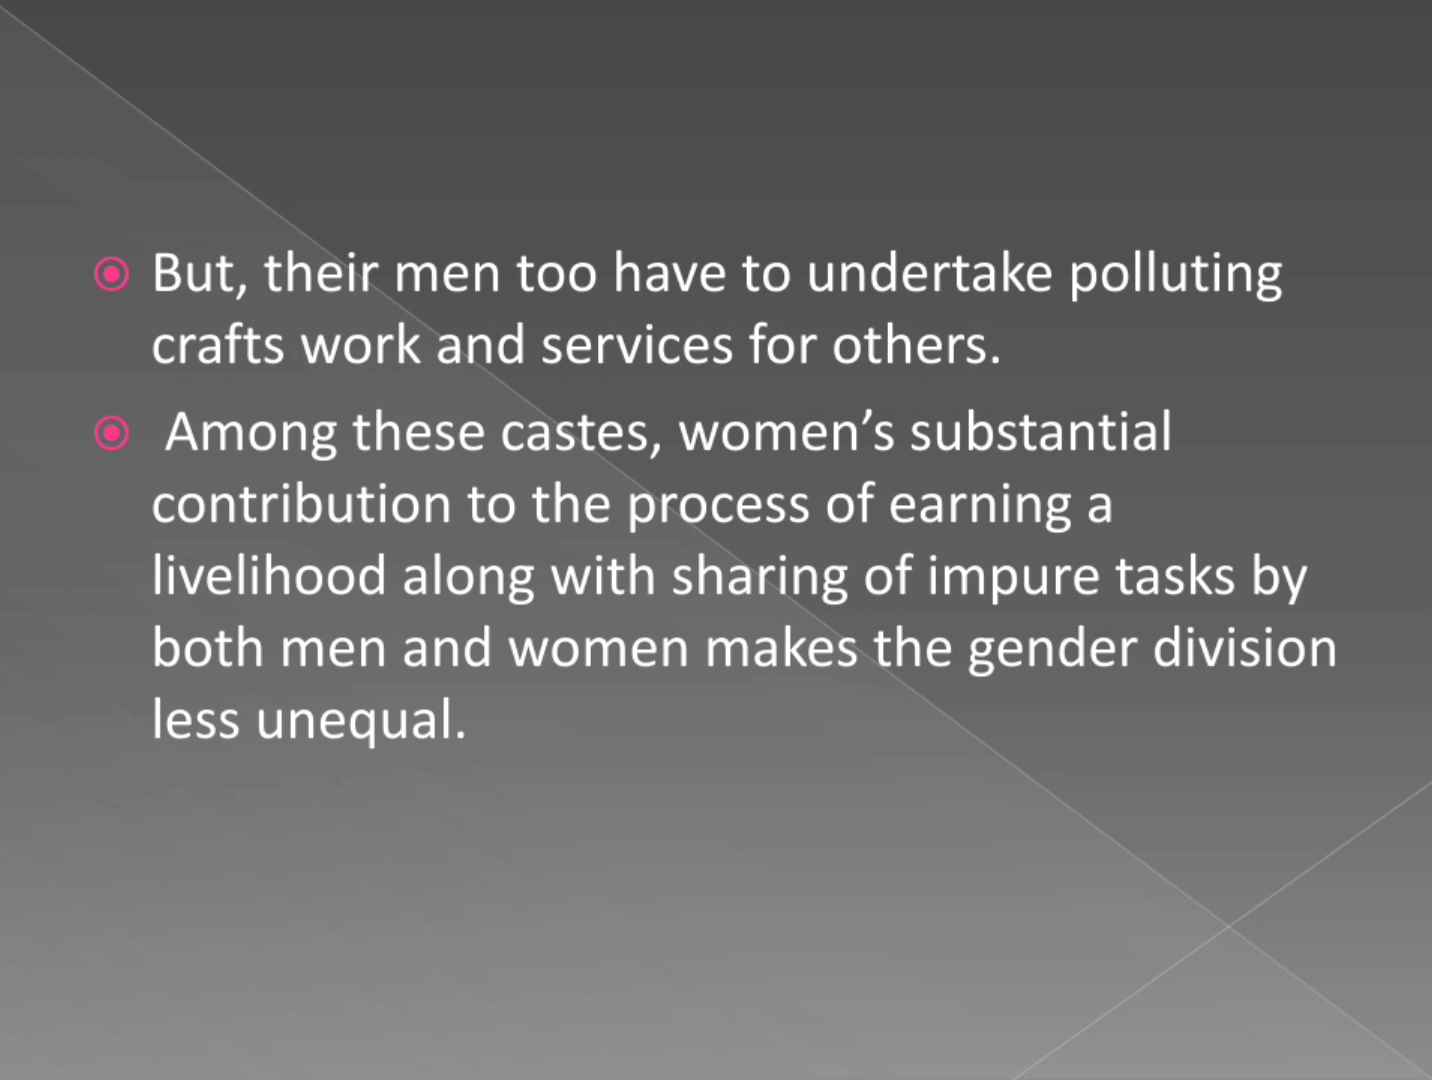 But, their men too have to undertake polluting
crafts work and services for others.
Among these castes, women’s substantial
contribution to the process of earning a
livelihood along with sharing of impure tasks by
both men and women makes the gender division
less unequal.